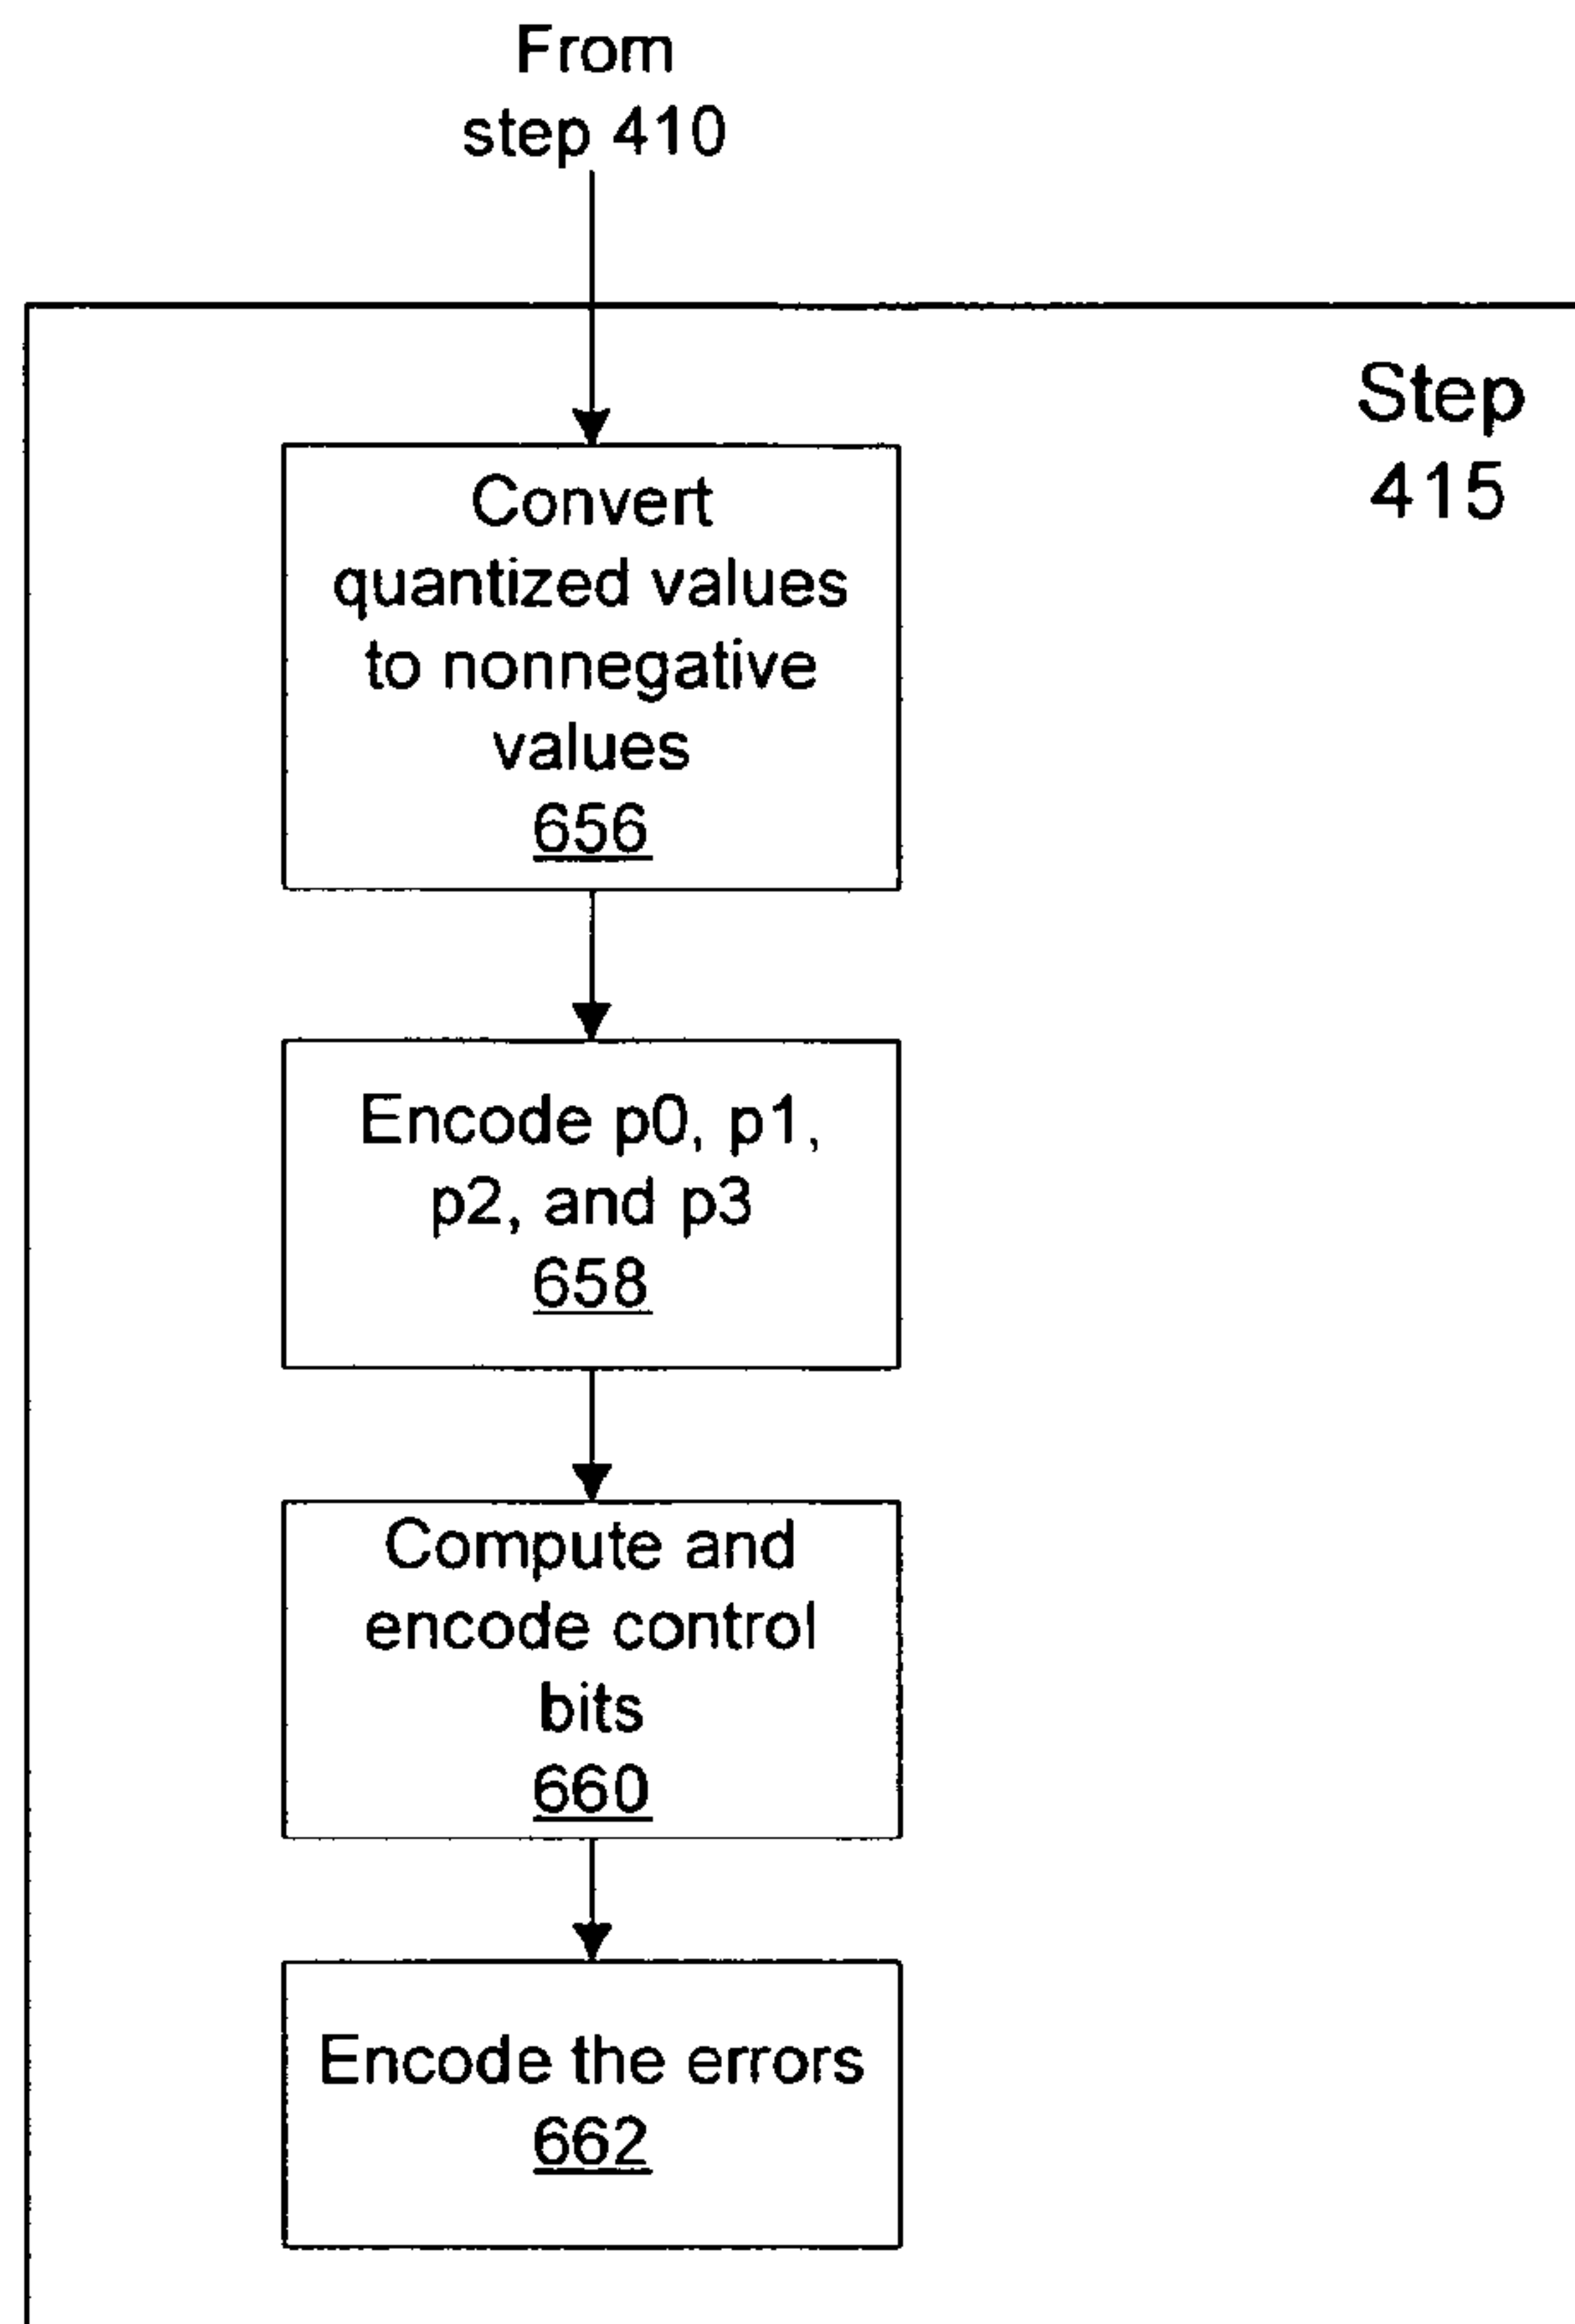 From
step 410
Step
415
Convert
quantized values
to nonnegative
values
656
Encode p0, p1,
p2, and p3
658
Compute and
encode control
bits
660
Encode the errors
662